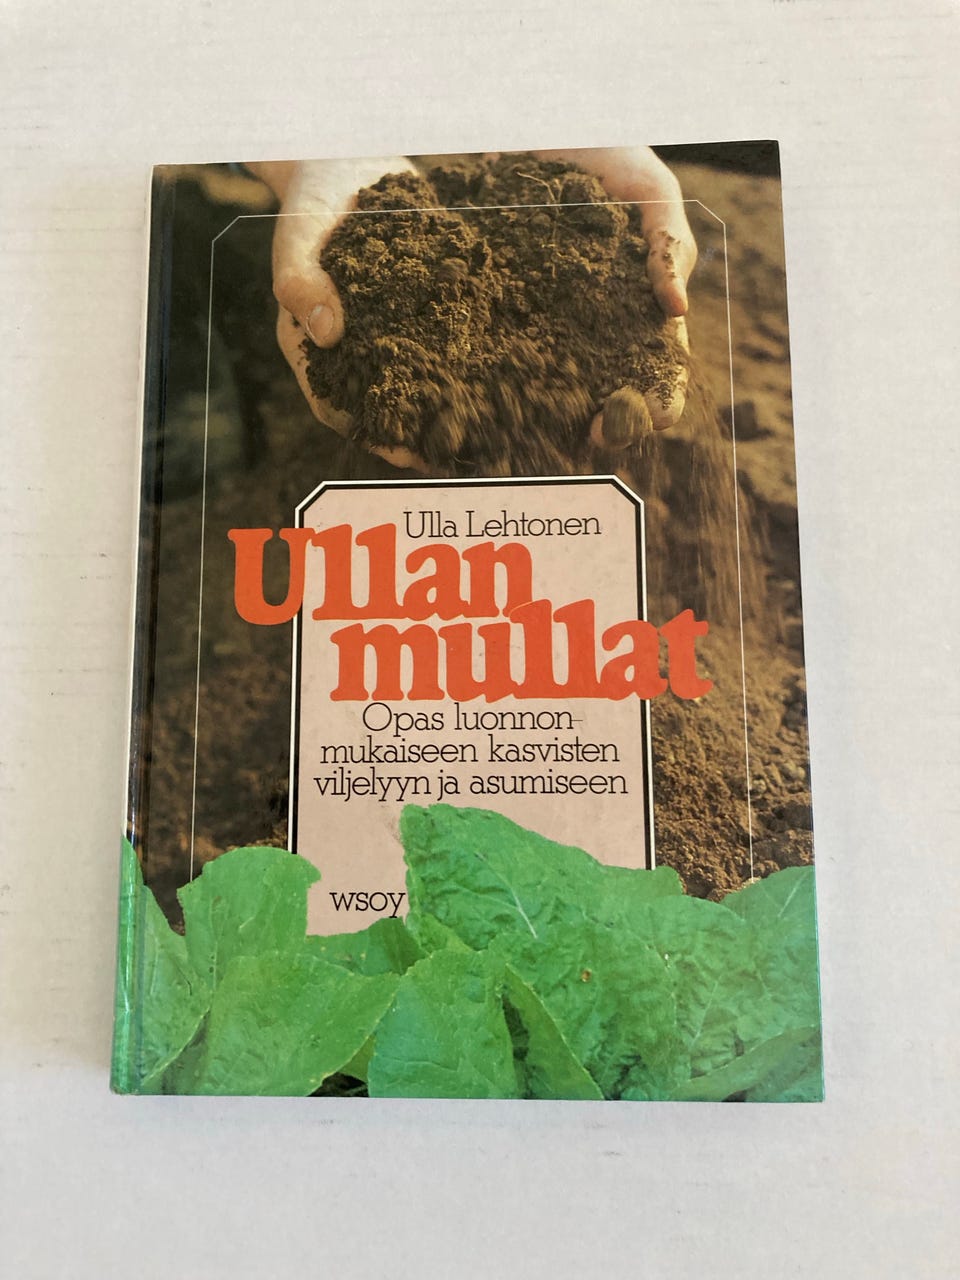 Ulla Lehtonen
Ullan
mullat
Opas luonnon-
mukaiseen kasvisten
viljelyyn ja asumiseen
wsoy